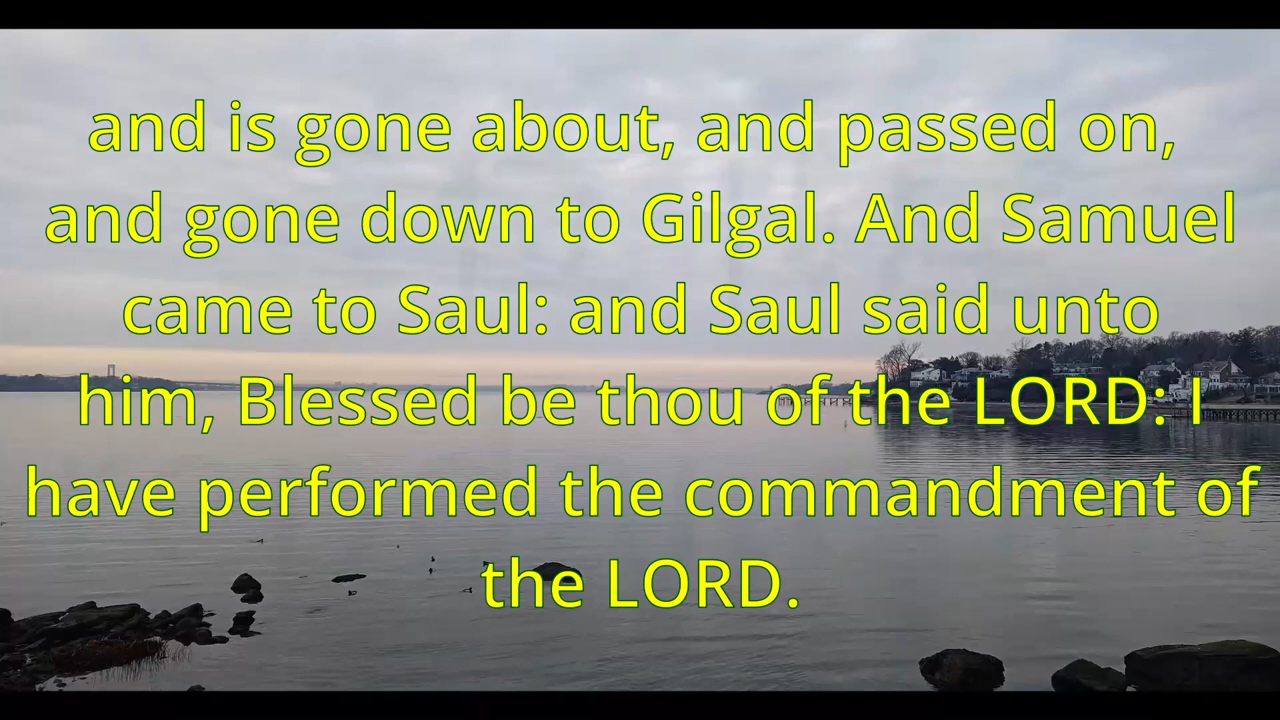 and is gone about, and passed on,
and gone down to Gilgal. And Samuel
came to Saul: and Saul said unto
him, Blessed be thou of the LORD: I
have performed the commandment of
the LORD.